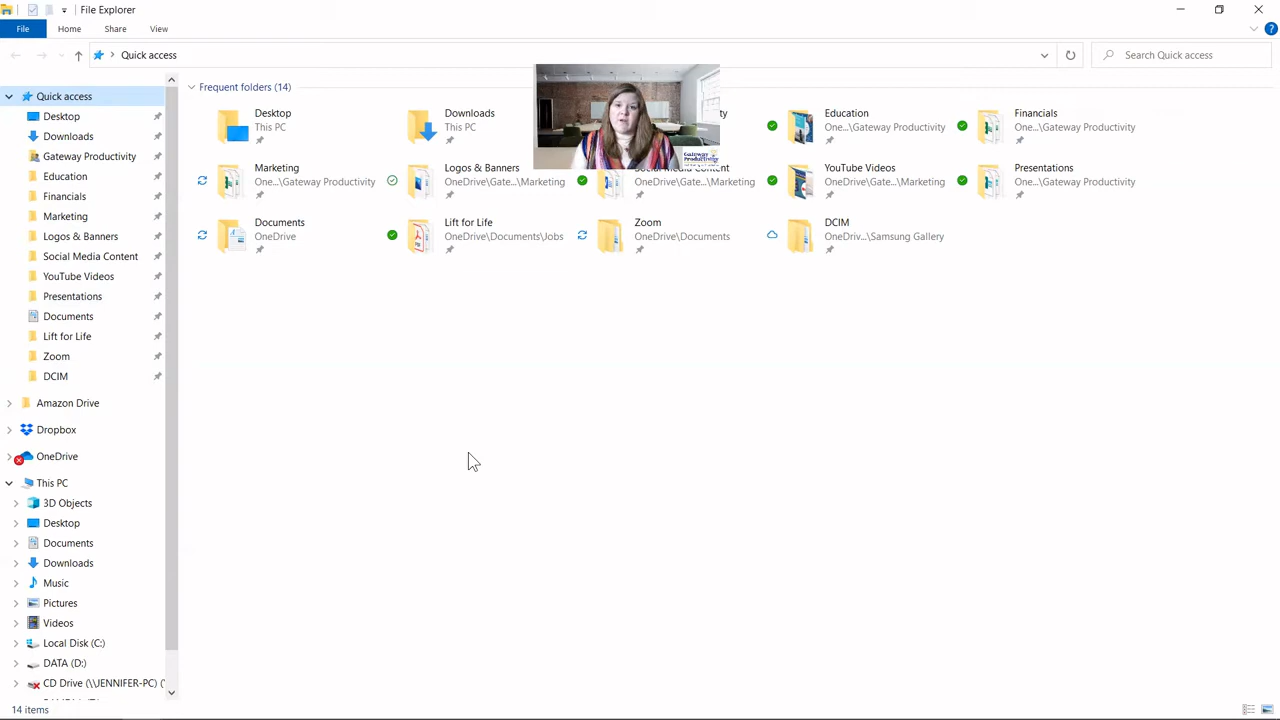 File Explorer
File Home Share View
Quick access
Search Quick access
Quick access
Desktop
Downloads
Gateway Productivity
Education
Financials
Marketing
Logos & Banners
Social Media Content
YouTube Videos
Presentations
Documents
Lift for Life
Zoom
DCIM
Amazon Drive
Dropbox
OneDrive
This PC
3D Objects
Desktop
Documents
Downloads
Music
Pictures
Videos
Local Disk (C:)
DATA (D:)
CD Drive (\\JENNIFER-PC) (
Frequent folders (14)
Desktop
This PC
Downloads
This PC
Education
One...\Gateway Productivity
Financials
One...\Gateway Productivity
Marketing
One...\Gateway Productivity
Logos & Banners
OneDrive\Gate...\Marketing
Social Media Content
OneDrive\Gate...\Marketing
YouTube Videos
OneDrive\Gate...\Marketing
Presentations
One...\Gateway Productivity
Documents
OneDrive
Lift for Life
OneDrive\Documents\Jobs
Zoom
OneDrive\Documents
DCIM
OneDriv...\Samsung Gallery
Gateway
Productivity
14 items